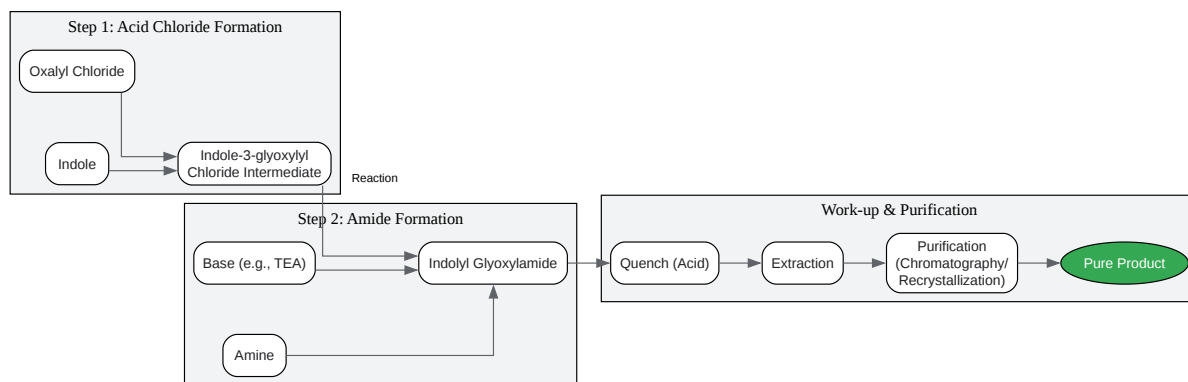 Step 1: Acid Chloride Formation
Oxalyl Chloride
Indole
Indole-3-glyoxylyl
Chloride Intermediate
Reaction
Step 2: Amide Formation
Base (e.g., TEA)
Indolyl Glyoxylamide
Amine
Work-up & Purification
Quench (Acid)
Extraction
Purification
(Chromatography/
Recrystallization)
Pure Product